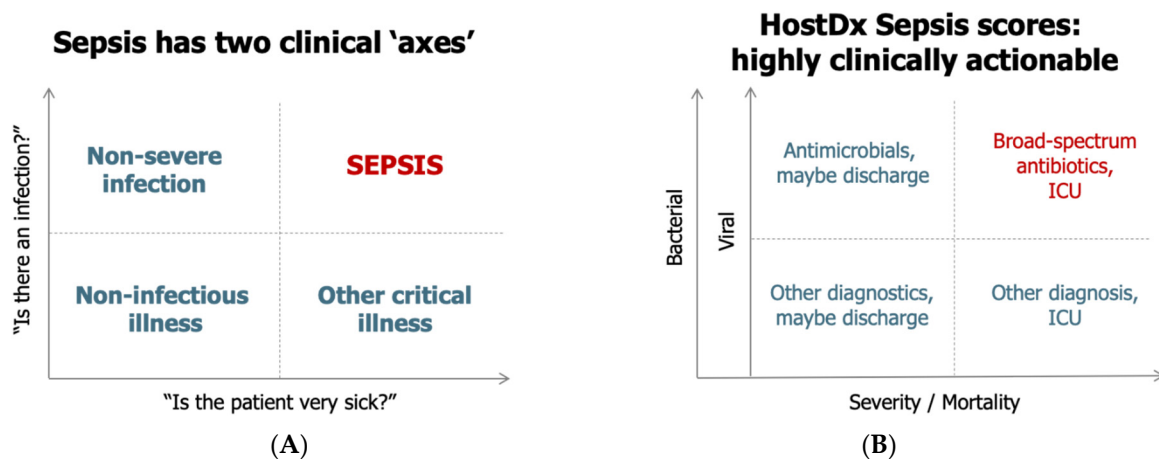 Sepsis has two clinical ‘axes’
“Is there an infection?”
Non-severe
infection
SEPSIS
Non-infectious
illness
Other critical
illness
“Is the patient very sick?”
(A)
HostDx Sepsis scores:
highly clinically actionable
Bacterial
Viral
Antimicrobials,
maybe discharge
Broad-spectrum
antibiotics,
ICU
Other diagnostics,
maybe discharge
Other diagnosis,
ICU
Severity / Mortality
(B)